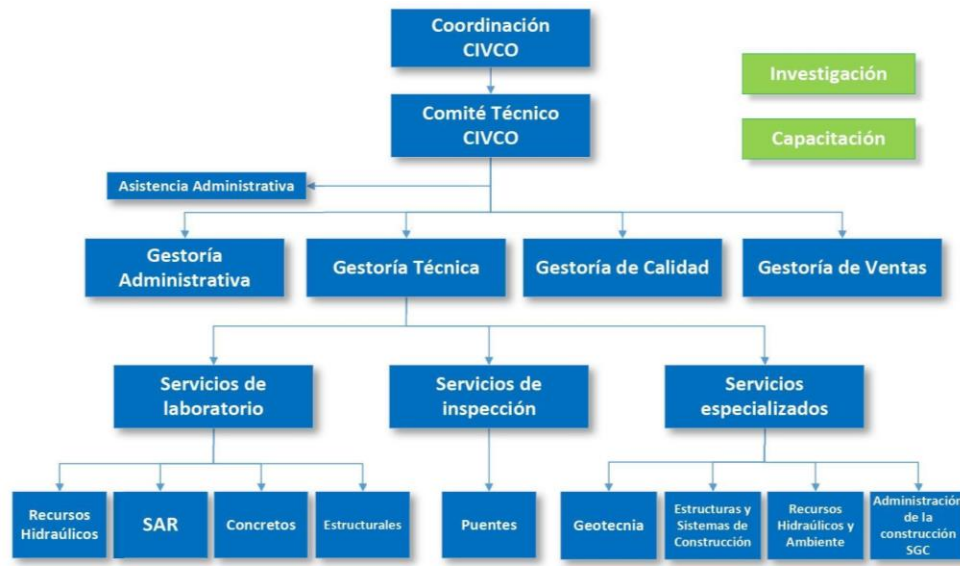 Coordinación
CIVCO
Investigación
Comité Técnico
CIVCO
Capacitación
Asistencia Administrativa
Gestoría
Administrativa
Gestoría Técnica
Gestoría de Calidad
Gestoría de Ventas
Servicios de
laboratorio
Servicios de
inspección
Servicios
especializados
Recursos
Hidraúlicos
SAR
Concretos
Estructurales
Puentes
Geotecnia
Estructuras y
Sistemas de
Construcción
Recursos
Hidráulicos y
Ambiente
Administración
de la
construcción
SGC